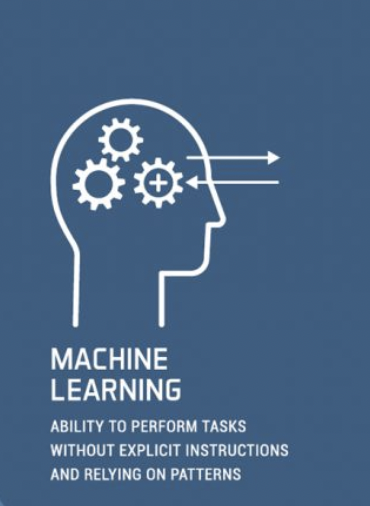 MACHINE
LEARNING
ABILITY TO PERFORM TASKS
WITHOUT EXPLICIT INSTRUCTIONS
AND RELYING ON PATTERNS